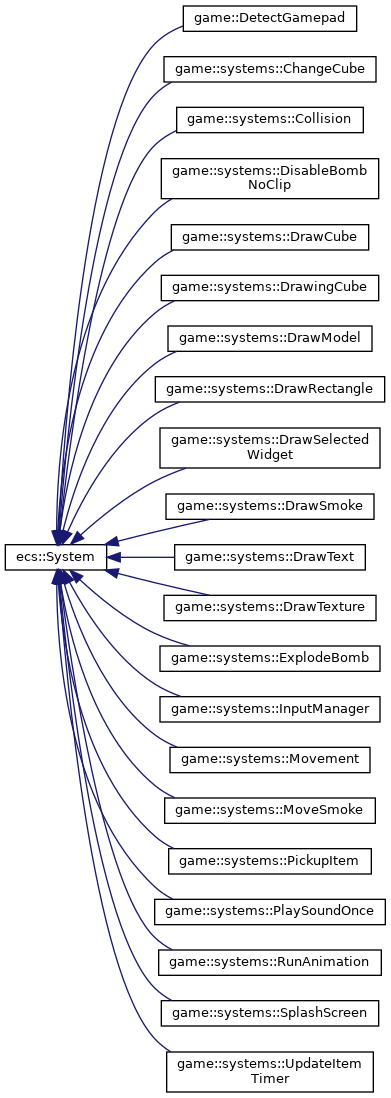 game::DetectGamepad
game::systems::ChangeCube
game::systems::Collision
game::systems::DisableBomb
NoClip
game::systems::DrawCube
game::systems::DrawingCube
game::systems::DrawModel
game::systems::DrawRectangle
game::systems::DrawSelected
Widget
game::systems::DrawSmoke
ecs::System
game::systems::DrawText
game::systems::DrawTexture
game::systems::ExplodeBomb
game::systems::InputManager
game::systems::Movement
game::systems::MoveSmoke
game::systems::PickupItem
game::systems::PlaySoundOnce
game::systems::RunAnimation
game::systems::SplashScreen
game::systems::UpdateItem
Timer